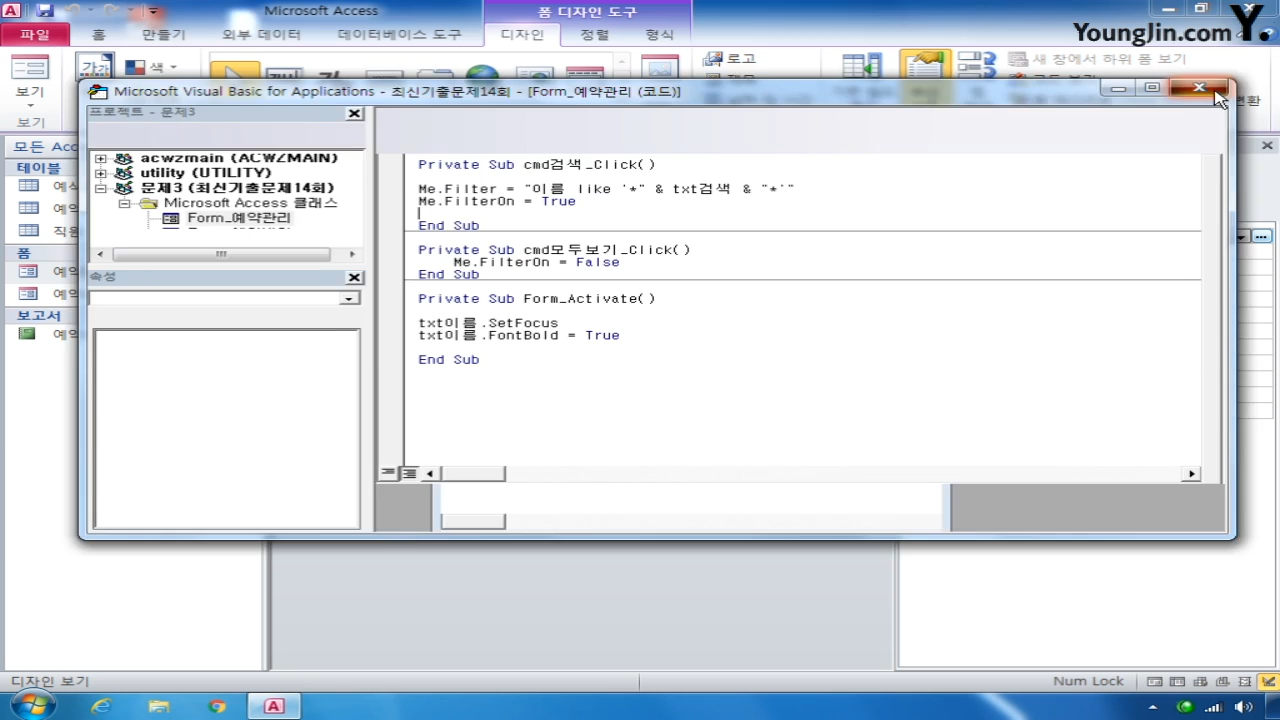 Microsoft Access
폼 디자인 도구
YoungJin.com
Y.
파일
홈
만들기
외부 데이터
데이터베이스 도구
디자인
정렬
형식
보기
가가
색
로고
새 창에서 하위 폼 보기
보기
Microsoft Visual Basic for Applications - 최신기출문제14회 - [Form_예약관리 (코드)]
모든 Acc
테이블
예약
직원
폼
보고서
프로젝트 - 문제3
acwzmain (ACWZMAIN)
utility (UTILITY)
문제3 (최신기출문제14회)
Microsoft Access 클래스
Form_예약관리
속성
Private Sub cmd검색_Click()
Me.Filter = "이름 like '*" & txt검색 & "*'"
Me.FilterOn = True
End Sub
Private Sub cmd모두보기_Click()
Me.FilterOn = False
End Sub
Private Sub Form_Activate()
txt이름.SetFocus
txt이름.FontBold = True
End Sub
디자인 보기
Num Lock